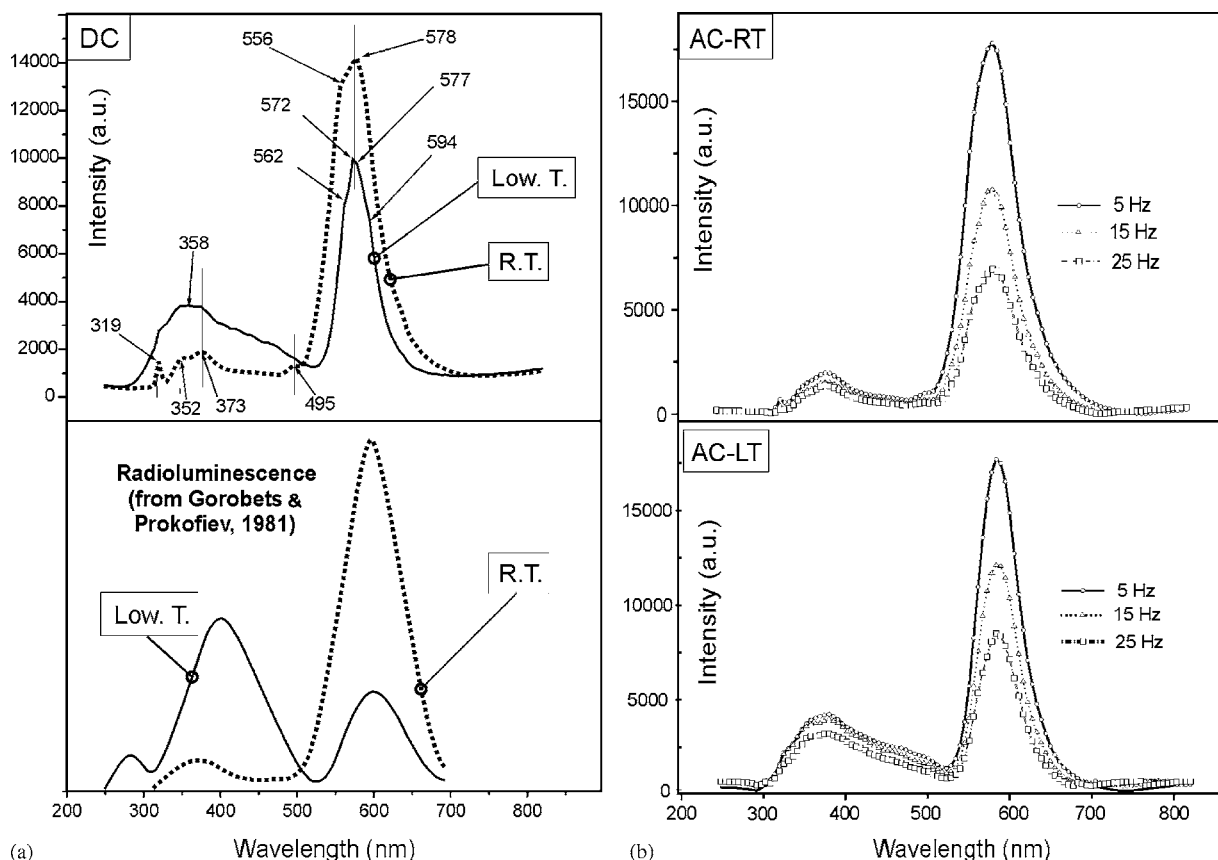 DC
556
578
572
577
562
594
Low. T.
R.T.
358
319
352
373
495
14000
12000
10000
8000
6000
4000
2000
0
Intensity (a.u.)
Radioluminescence
(from Gorobets &
Prokofiev, 1981)
Low. T.
R.T.
200 300 400 500 600 700 800
(a)
Wavelength (nm)
AC-RT
15000
10000
5000
0
Intensity (a.u.)
5 Hz
15 Hz
25 Hz
AC-LT
15000
10000
5000
0
Intensity (a.u.)
5 Hz
15 Hz
25 Hz
200 300 400 500 600 700 800
(b)
Wavelength (nm)